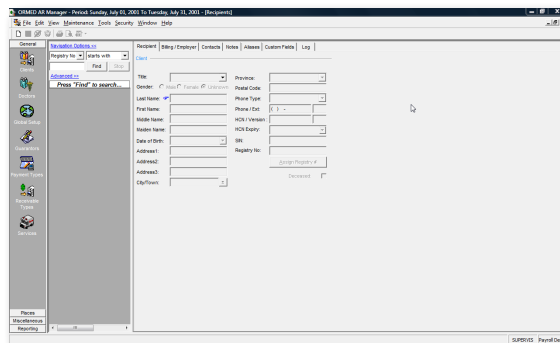 ORMED AR Manager - Period: Sunday, July 01, 2001 To Tuesday, July 31, 2001 - [Recipients]
File Edit View Maintenance Tools Security Window Help
General
Clients
Doctors
Global Setup
Guarantors
Payment Types
Receivable Types
Services
Places
Miscellaneous
Reporting
Navigation Options <<
Registry No starts with
Find Stop
Advanced >>
Press "Find" to search...
Recipient Billing / Employer Contacts Notes Aliases Custom Fields Log
Client
Title:
Gender: Male Female Unknown
Last Name:
First Name:
Middle Name:
Maiden Name:
Date of Birth:
Address1:
Address2:
Address3:
City/Town:
Province:
Postal Code:
Phone Type:
Phone / Ext: ( ) -
HCN / Version
HCN Expiry:
SIN:
Registry No:
Assign Registry #
Deceased:
SUPERVIS